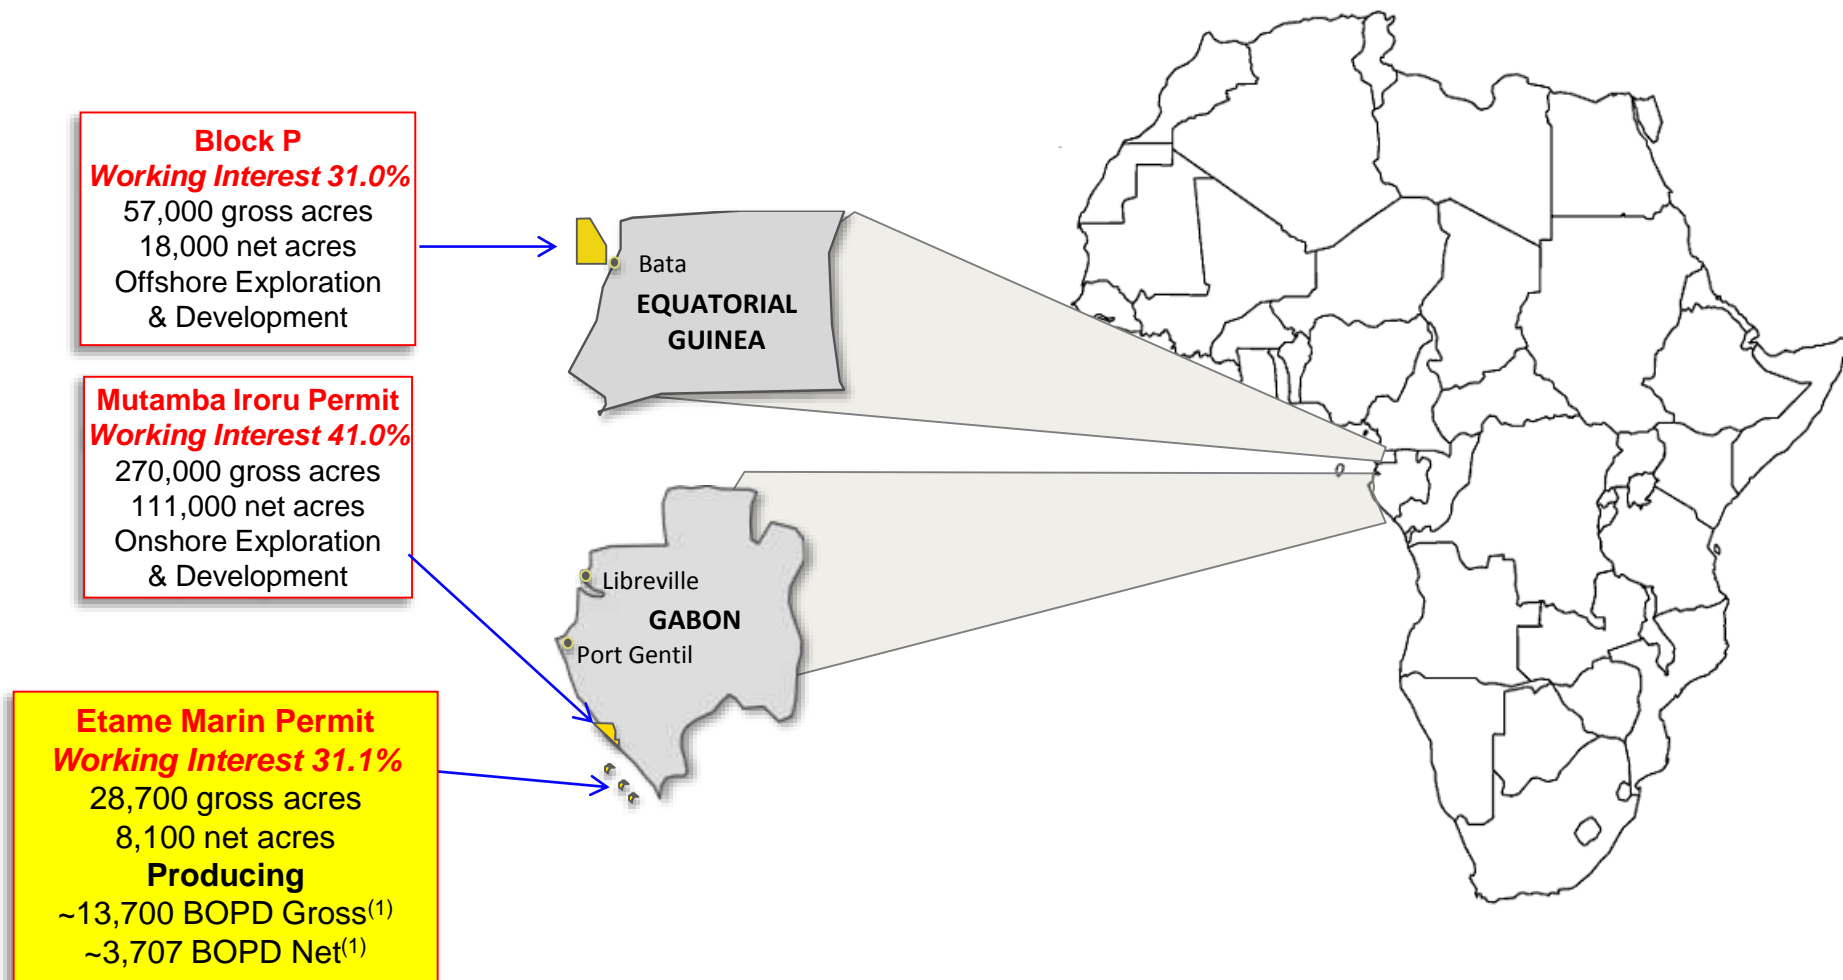 Block P
Working Interest 31.0%
57,000 gross acres
18,000 net acres
Offshore Exploration
& Development
Bata
EQUATORIAL
GUINEA
Mutamba Iroru Permit
Working Interest 41.0%
270,000 gross acres
111,000 net acres
Onshore Exploration
& Development
Libreville
GABON
Port Gentil
Etame Marin Permit
Working Interest 31.1%
28,700 gross acres
8,100 net acres
Producing
~13,700 BOPD Gross(1)
~3,707 BOPD Net(1)